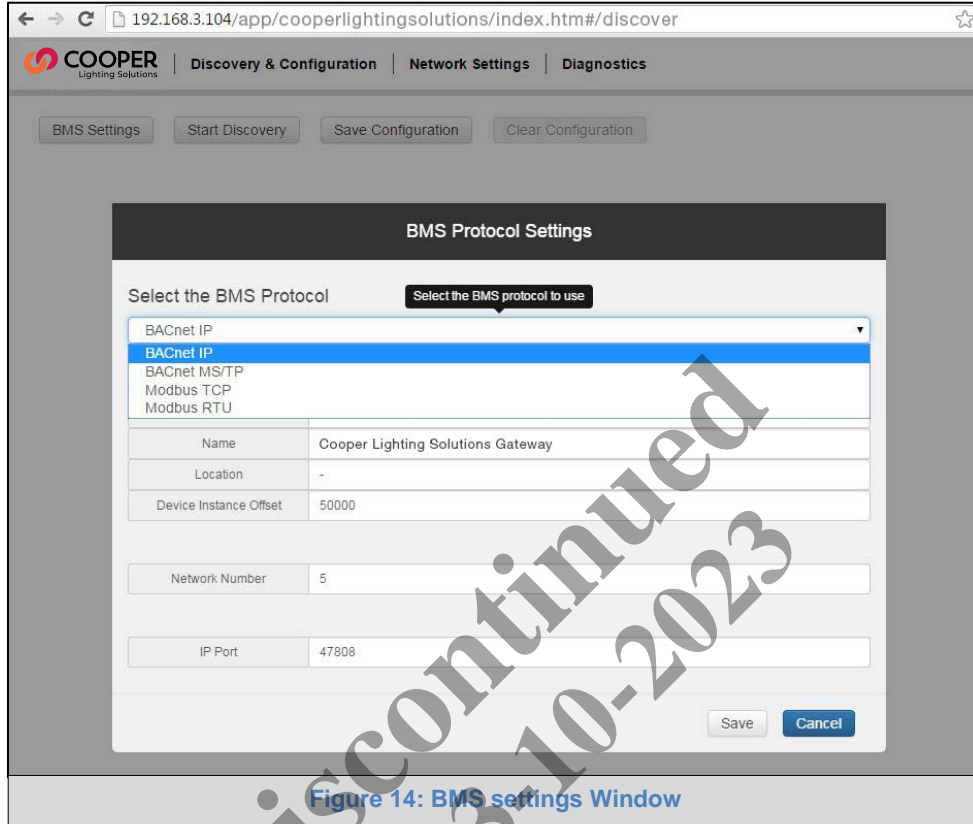 192.168.3.104/app/cooperlightingsolutions/index.htm#/discover
COOPER
Lighting Solutions
Discovery & Configuration | Network Settings | Diagnostics
BMS Settings Start Discovery Save Configuration Clear Configuration
BMS Protocol Settings
Select the BMS Protocol
Select the BMS protocol to use
BACnet IP
BACnet IP
BACnet MS/TP
Modbus TCP
Modbus RTU
Name Cooper Lighting Solutions Gateway
Location -
Device Instance Offset 50000
Network Number 5
IP Port 47808
Save Cancel
Figure 14: BMS settings Window
iscontinued
3-10-2023